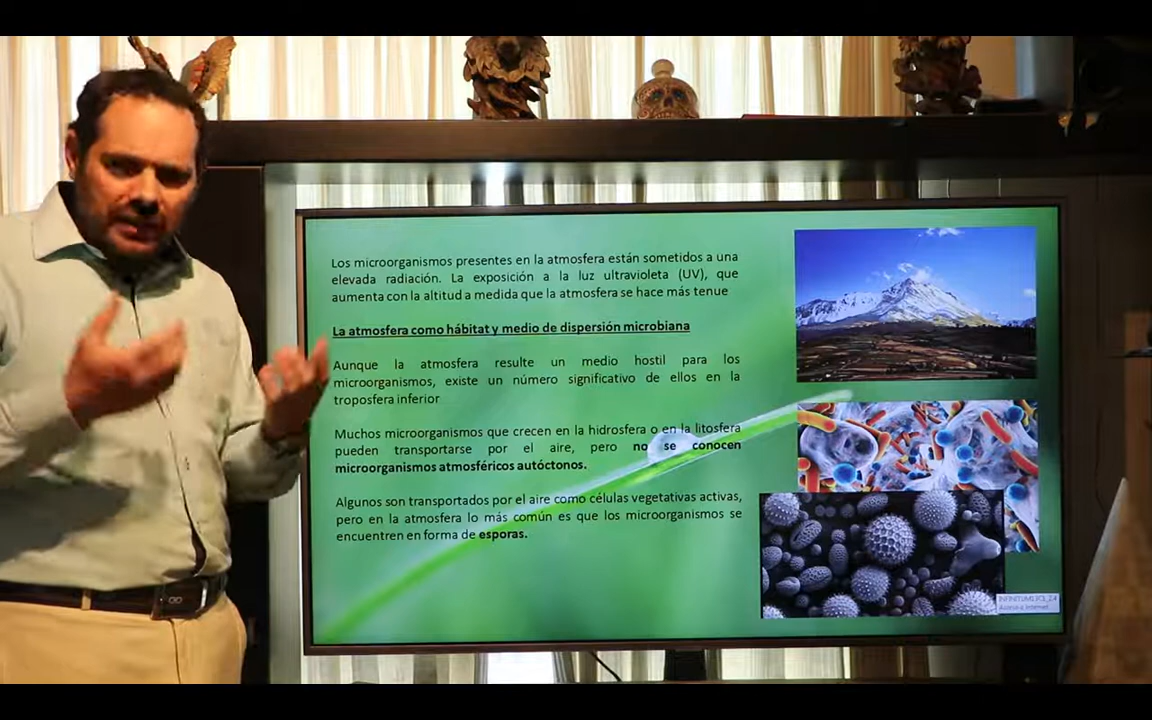 Los microorganismos presentes en la atmosfera están sometidos a una
elevada radiación. La exposición a la luz ultravioleta (UV), que
aumenta con la altitud a medida que la atmosfera se hace más tenue
La atmosfera como hábitat y medio de dispersión microbiana
Aunque la atmosfera resulte un medio hostil para los
microorganismos, existe un número significativo de ellos en la
troposfera inferior
Muchos microorganismos que crecen en la hidrosfera o en la litosfera
pueden transportarse por el aire, pero no se conocen
microorganismos atmosféricos autóctonos.
Algunos son transportados por el aire como células vegetativas activas,
pero en la atmosfera lo más común es que los microorganismos se
encuentren en forma de esporas.
Acceso a Internet